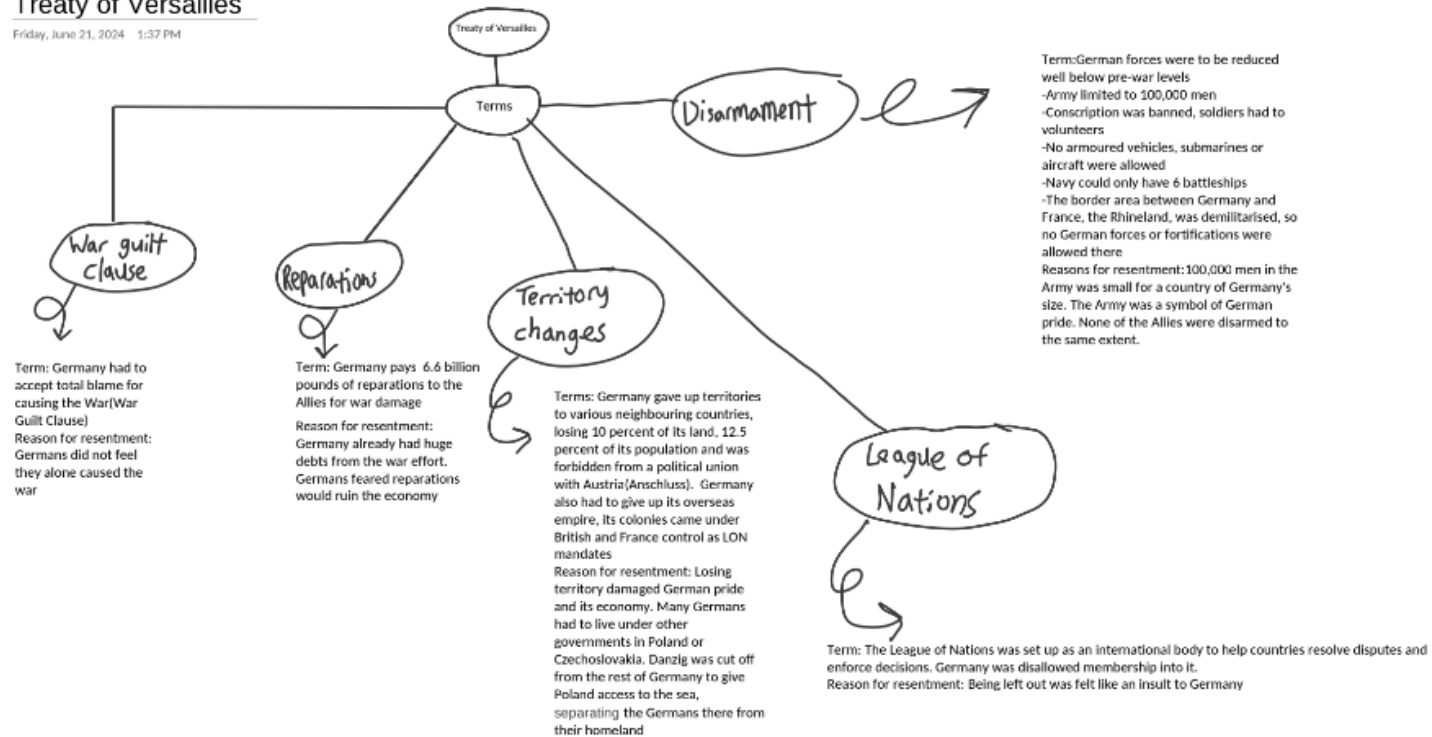 Treaty of Versailles
Friday, June 21, 2024 1:37 PM
Treaty of Versailles
Terms
Disarmament
Term:German forces were to be reduced
well below pre-war levels
-Army limited to 100,000 men
-Conscription was banned, soldiers had to
volunteers
-No armoured vehicles, submarines or
aircraft were allowed
-Navy could only have 6 battleships
-The border area between Germany and
France, the Rhineland, was demilitarised, so
no German forces or fortifications were
allowed there
Reasons for resentment:100,000 men in the
Army was small for a country of Germany's
size. The Army was a symbol of German
pride. None of the Allies were disarmed to
the same extent.
War guilt
clause
Term: Germany had to
accept total blame for
causing the War(War
Guilt Clause)
Reason for resentment:
Germans did not feel
they alone caused the
war
Reparations
Term: Germany pays 6.6 billion
pounds of reparations to the
Allies for war damage
Reason for resentment:
Germany already had huge
debts from the war effort.
Germans feared reparations
would ruin the economy
Territory
changes
Terms: Germany gave up territories
to various neighbouring countries,
losing 10 percent of its land, 12.5
percent of its population and was
forbidden from a political union
with Austria(Anschluss). Germany
also had to give up its overseas
empire, its colonies came under
British and France control as LON
mandates
Reason for resentment: Losing
territory damaged German pride
and its economy. Many Germans
had to live under other
governments in Poland or
Czechoslovakia. Danzig was cut off
from the rest of Germany to give
Poland access to the sea,
separating the Germans there from
their homeland
League of
Nations
Term: The League of Nations was set up as an international body to help countries resolve disputes and
enforce decisions. Germany was disallowed membership into it.
Reason for resentment: Being left out was felt like an insult to Germany